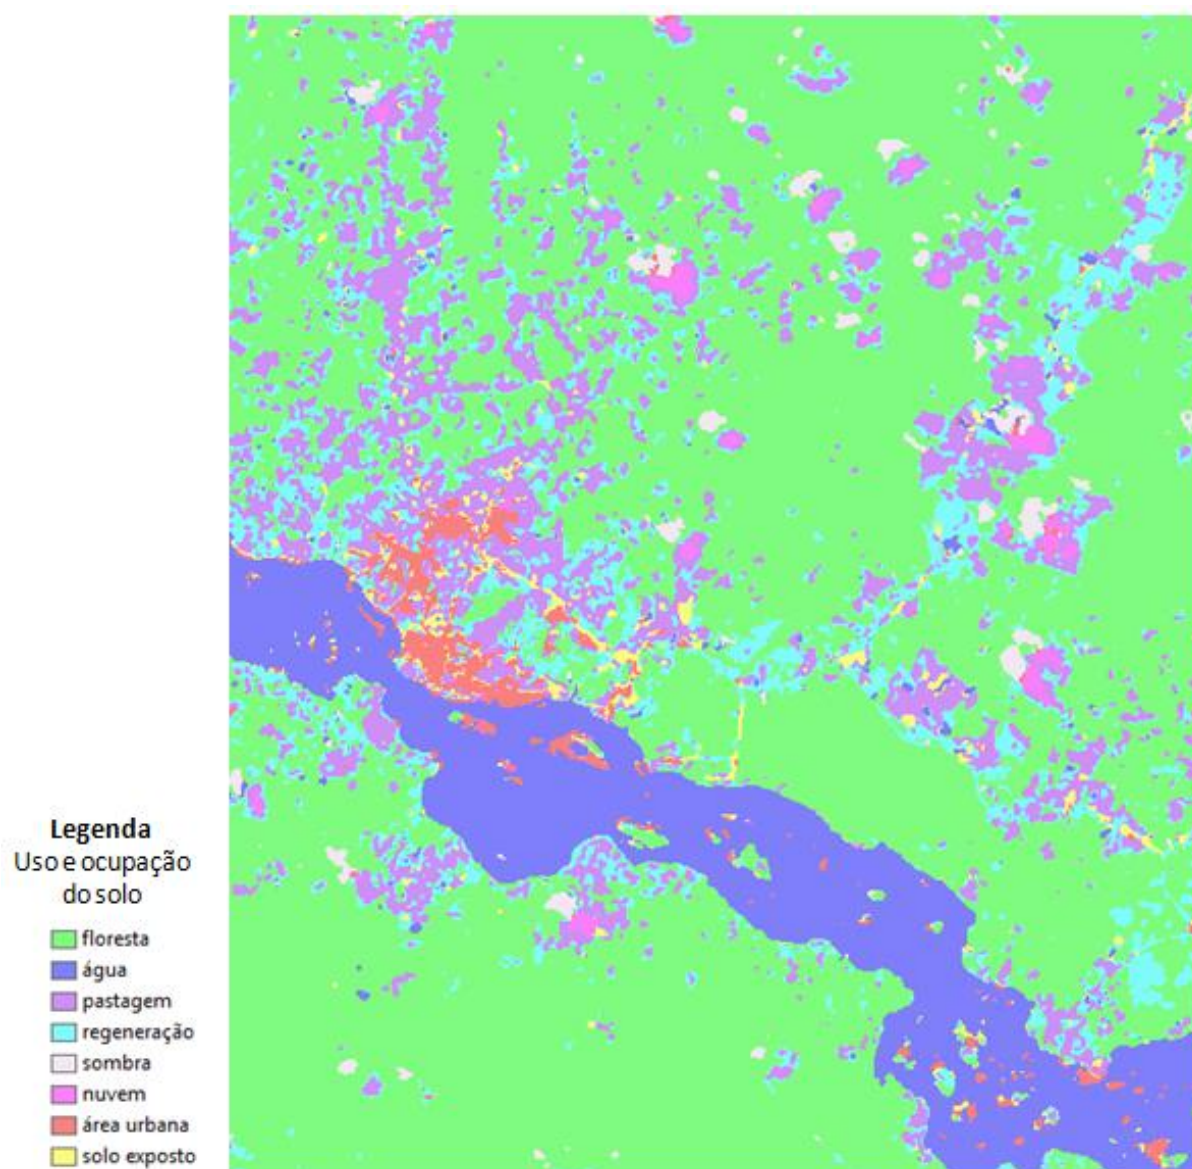 Legenda
Uso e ocupação
do solo
floresta
água
pastagem
regeneração
sombra
nuvem
área urbana
solo exposto